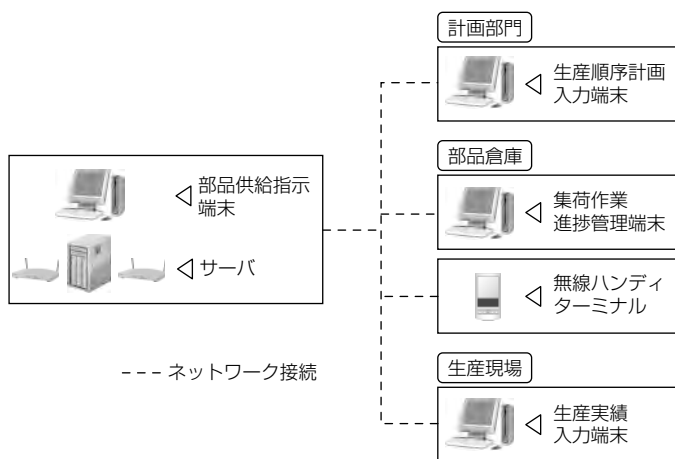 計画部門
生産順序計画
入力端末
部品供給指示
端末
サーバ
部品倉庫
集荷作業
進捗管理端末
無線ハンディ
ターミナル
生産現場
生産実績
入力端末
--- ネットワーク接続